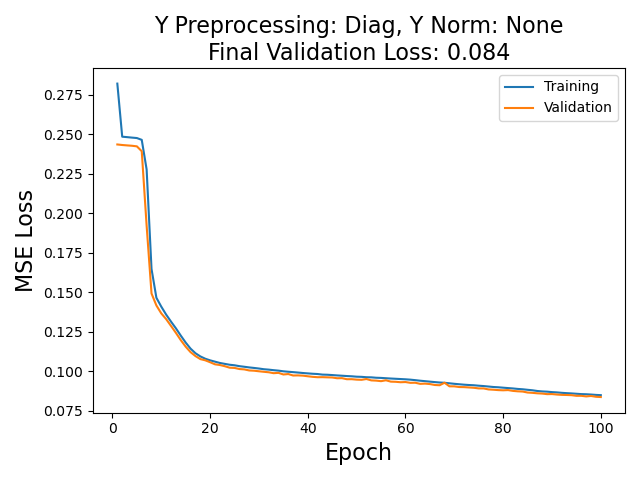 Y Preprocessing: Diag, Y Norm: None
Final Validation Loss: 0.084
Training
Validation
MSE Loss
0.275
0.250
0.225
0.200
0.175
0.150
0.125
0.100
0.075
0 20 40 60 80 100
Epoch